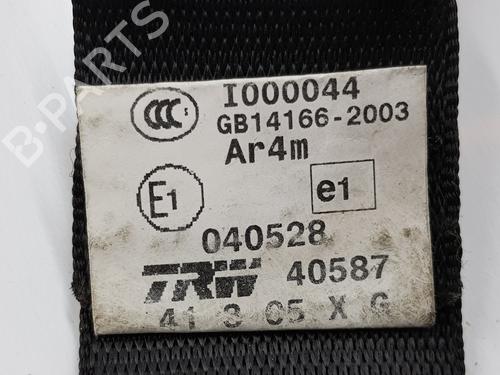 B-PARTS
CCC S I000044
GB14166-2003
Ar4m
E1 e1
040528
TRW 40587
41 3 05 X G